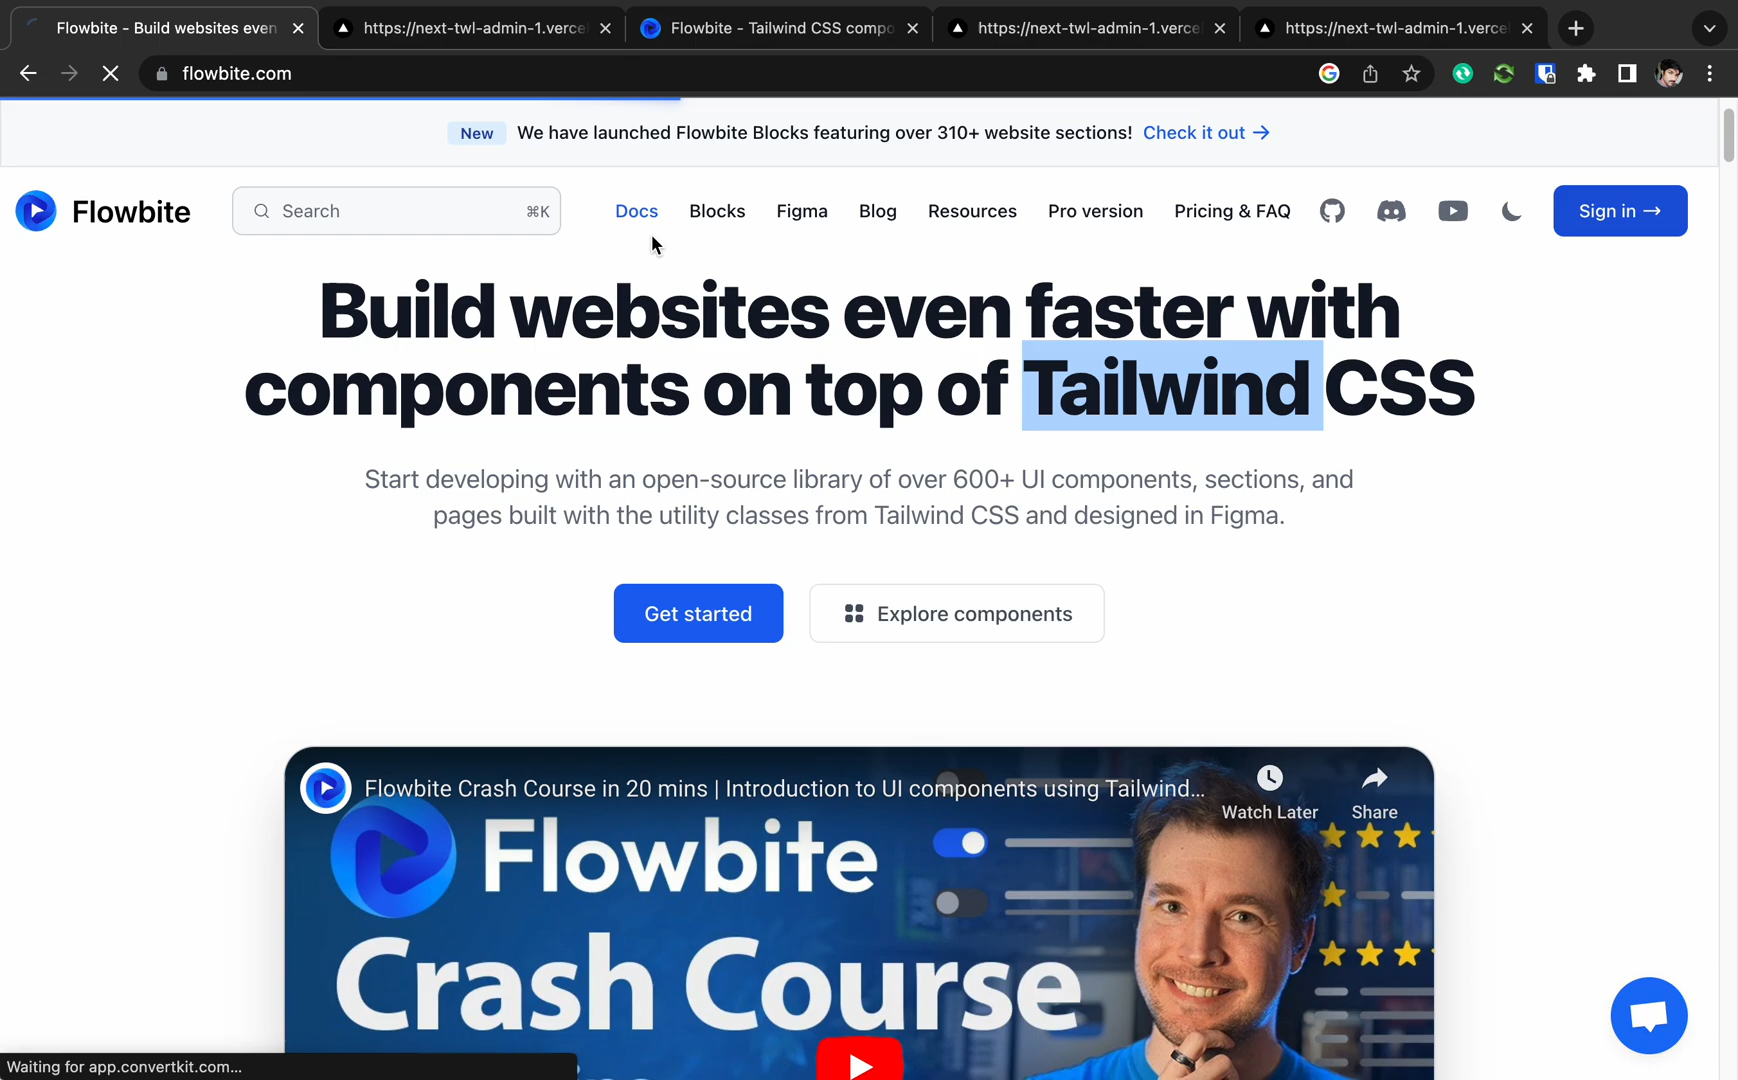 Flowbite - Build websites even
https://next-twl-admin-1.verce
Flowbite - Tailwind CSS compo
https://next-twl-admin-1.verce
https://next-twl-admin-1.verce
flowbite.com
New We have launched Flowbite Blocks featuring over 310+ website sections! Check it out →
Flowbite
Search ⌘K
Docs Blocks Figma Blog Resources Pro version Pricing & FAQ
Sign in →
Build websites even faster with
components on top of Tailwind CSS
Start developing with an open-source library of over 600+ UI components, sections, and
pages built with the utility classes from Tailwind CSS and designed in Figma.
Get started
Explore components
Flowbite Crash Course in 20 mins | Introduction to UI components using Tailwind...
Watch Later
Share
Flowbite
Crash Course
Waiting for app.convertkit.com...